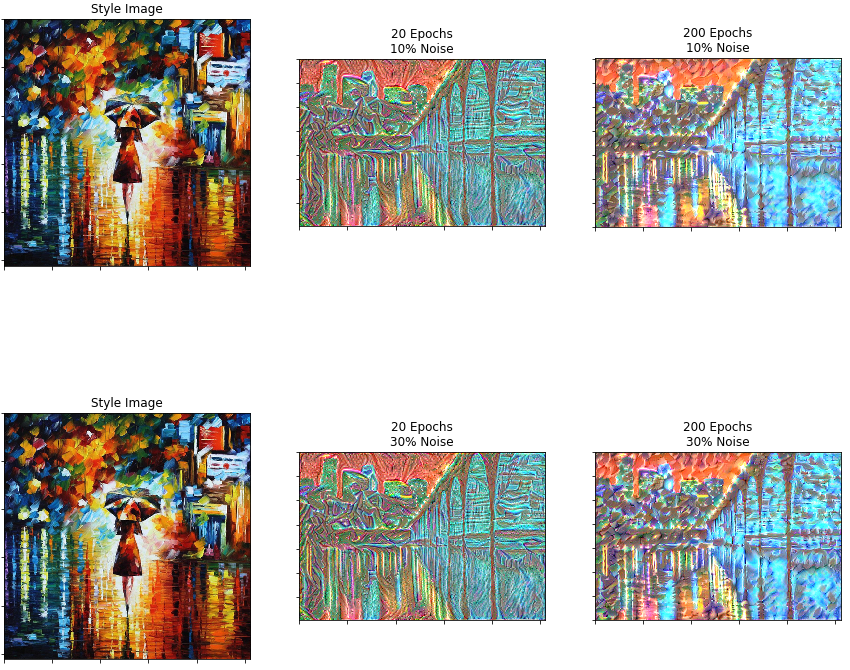 Style Image
20 Epochs
10% Noise
200 Epochs
10% Noise
Style Image
20 Epochs
30% Noise
200 Epochs
30% Noise